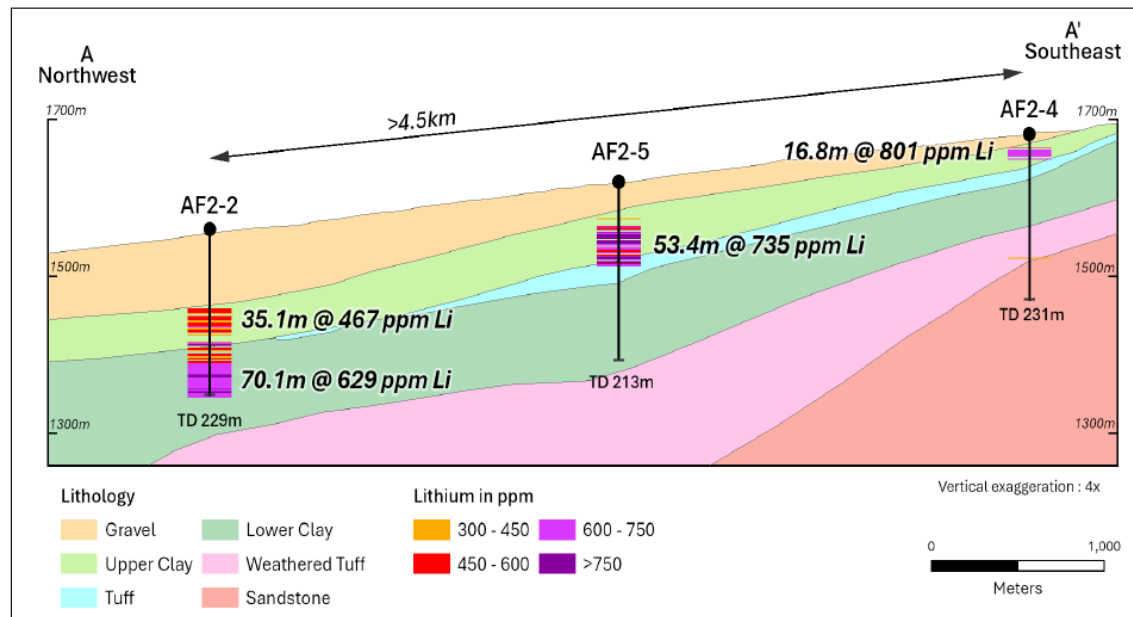 A
Northwest
A'
Southeast
1700m
1700m
>4.5km
AF2-4
16.8m @ 801 ppm Li
AF2-5
AF2-2
53.4m @ 735 ppm Li
1500m
1500m
35.1m @ 467 ppm Li
TD 231m
70.1m @ 629 ppm Li
TD 213m
TD 229m
1300m
1300m
Vertical exaggeration : 4x
Lithology
Gravel
Upper Clay
Tuff
Lower Clay
Weathered Tuff
Sandstone
Lithium in ppm
300 - 450
450 - 600
600 - 750
>750
0
1,000
Meters